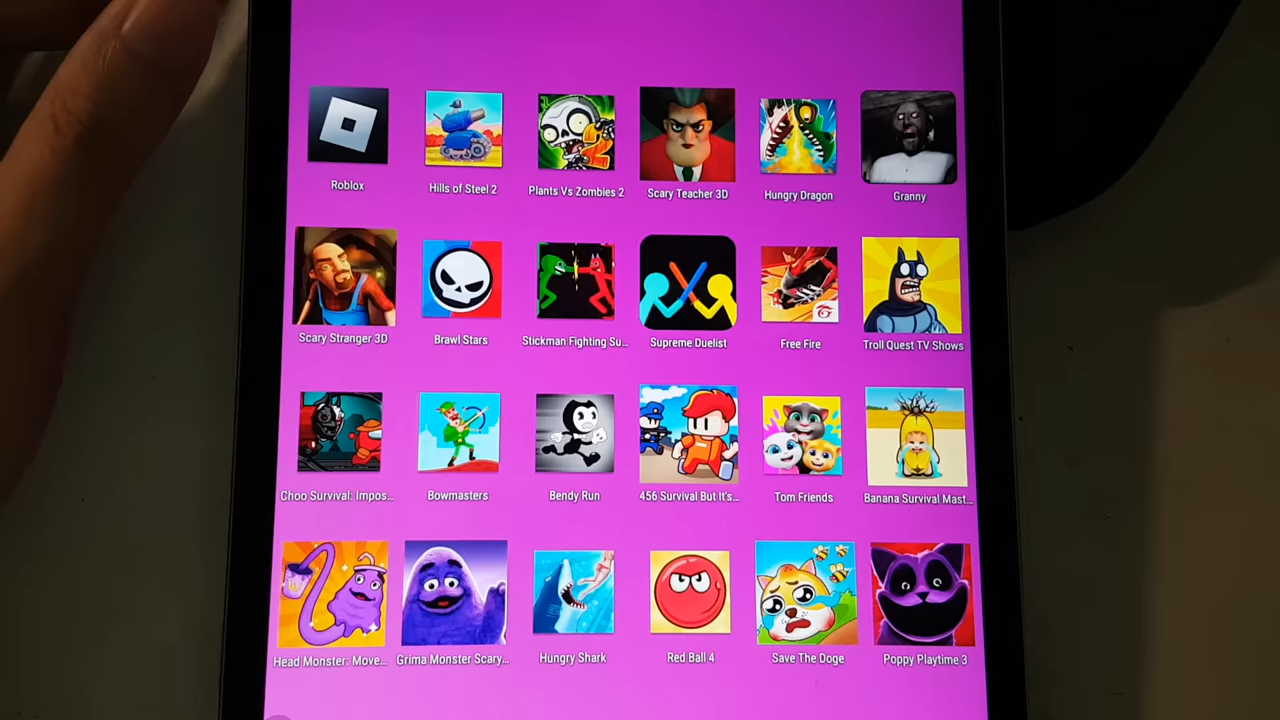 Roblox
Hills of Steel 2
Plants Vs Zombies 2
Scary Teacher 3D
Hungry Dragon
Granny
Scary Stranger 3D
Brawl Stars
Stickman Fighting Su...
Supreme Duelist
Free Fire
Troll Quest TV Shows
Choo Survival: Impos...
Bowmasters
Bendy Run
456 Survival But It's...
Tom Friends
Banana Survival Mast...
Head Monster: Move...
Grima Monster Scary...
Hungry Shark
Red Ball 4
Save The Doge
Poppy Playtime 3